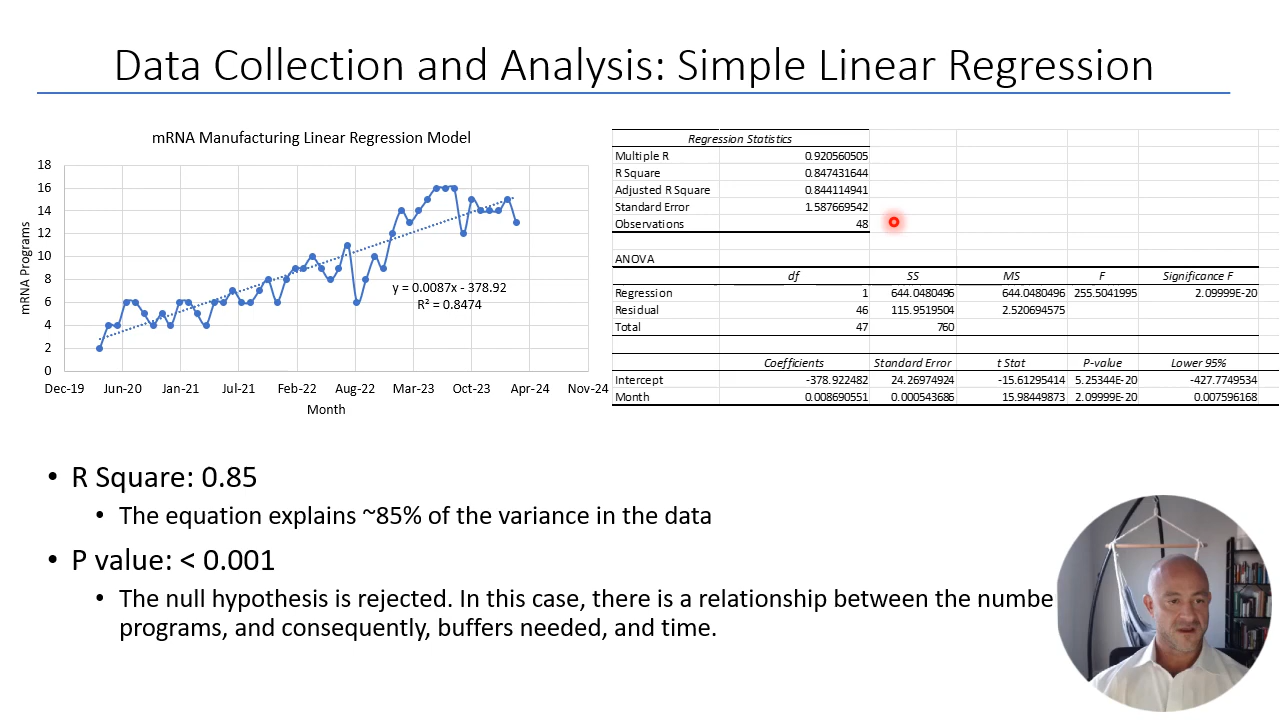 Data Collection and Analysis: Simple Linear Regression
mRNA Manufacturing Linear Regression Model
18
16
14
12
10
8
6
4
2
0
mRNA Programs
y = 0.0087x - 378.92
R² = 0.8474
Dec-19 Jun-20 Jan-21 Jul-21 Feb-22 Aug-22 Mar-23 Oct-23 Apr-24 Nov-24
Month
Regression Statistics
Multiple R 0.920560505
R Square 0.847431644
Adjusted R Square 0.844114941
Standard Error 1.587669542
Observations 48
ANOVA
df SS MS F Significance F
Regression 1 644.0480496 644.0480496 255.5041995 2.09999E-20
Residual 46 115.9519504 2.520694575
Total 47 760
Coefficients Standard Error t Stat P-value Lower 95%
Intercept -378.922482 24.26974924 -15.61295414 5.25344E-20 -427.7749534
Month 0.008690551 0.000543686 15.98449873 2.09999E-20 0.007596168
• R Square: 0.85
• The equation explains ~85% of the variance in the data
• P value: < 0.001
• The null hypothesis is rejected. In this case, there is a relationship between the numbe
programs, and consequently, buffers needed, and time.